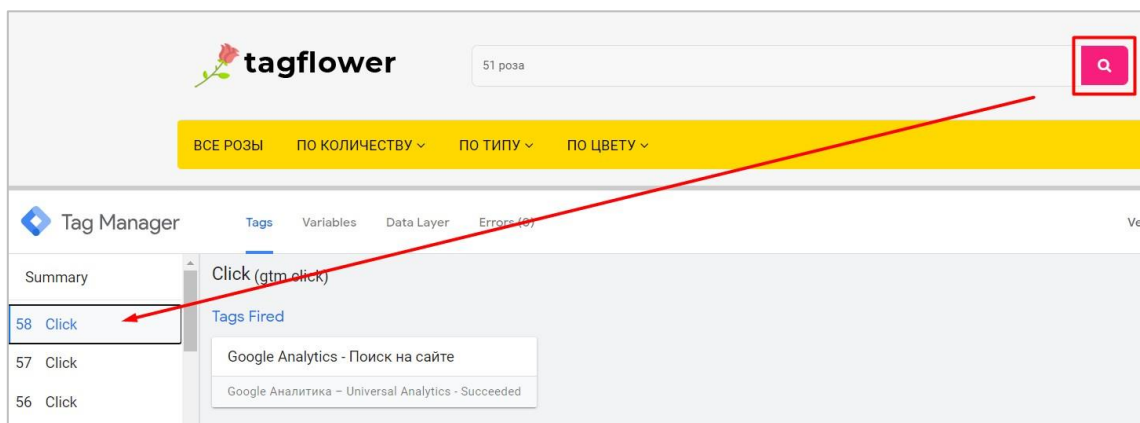 tagflower
51 роза
ВСЕ РОЗЫ ПО КОЛИЧЕСТВУ ПО ТИПУ ПО ЦВЕТУ
Tag Manager Tags Variables Data Layer Errors (0) Ve
Summary
Click (gtm.click)
58 Click
Tags Fired
57 Click
Google Analytics - Поиск на сайте
56 Click
Google Аналитика – Universal Analytics - Succeeded